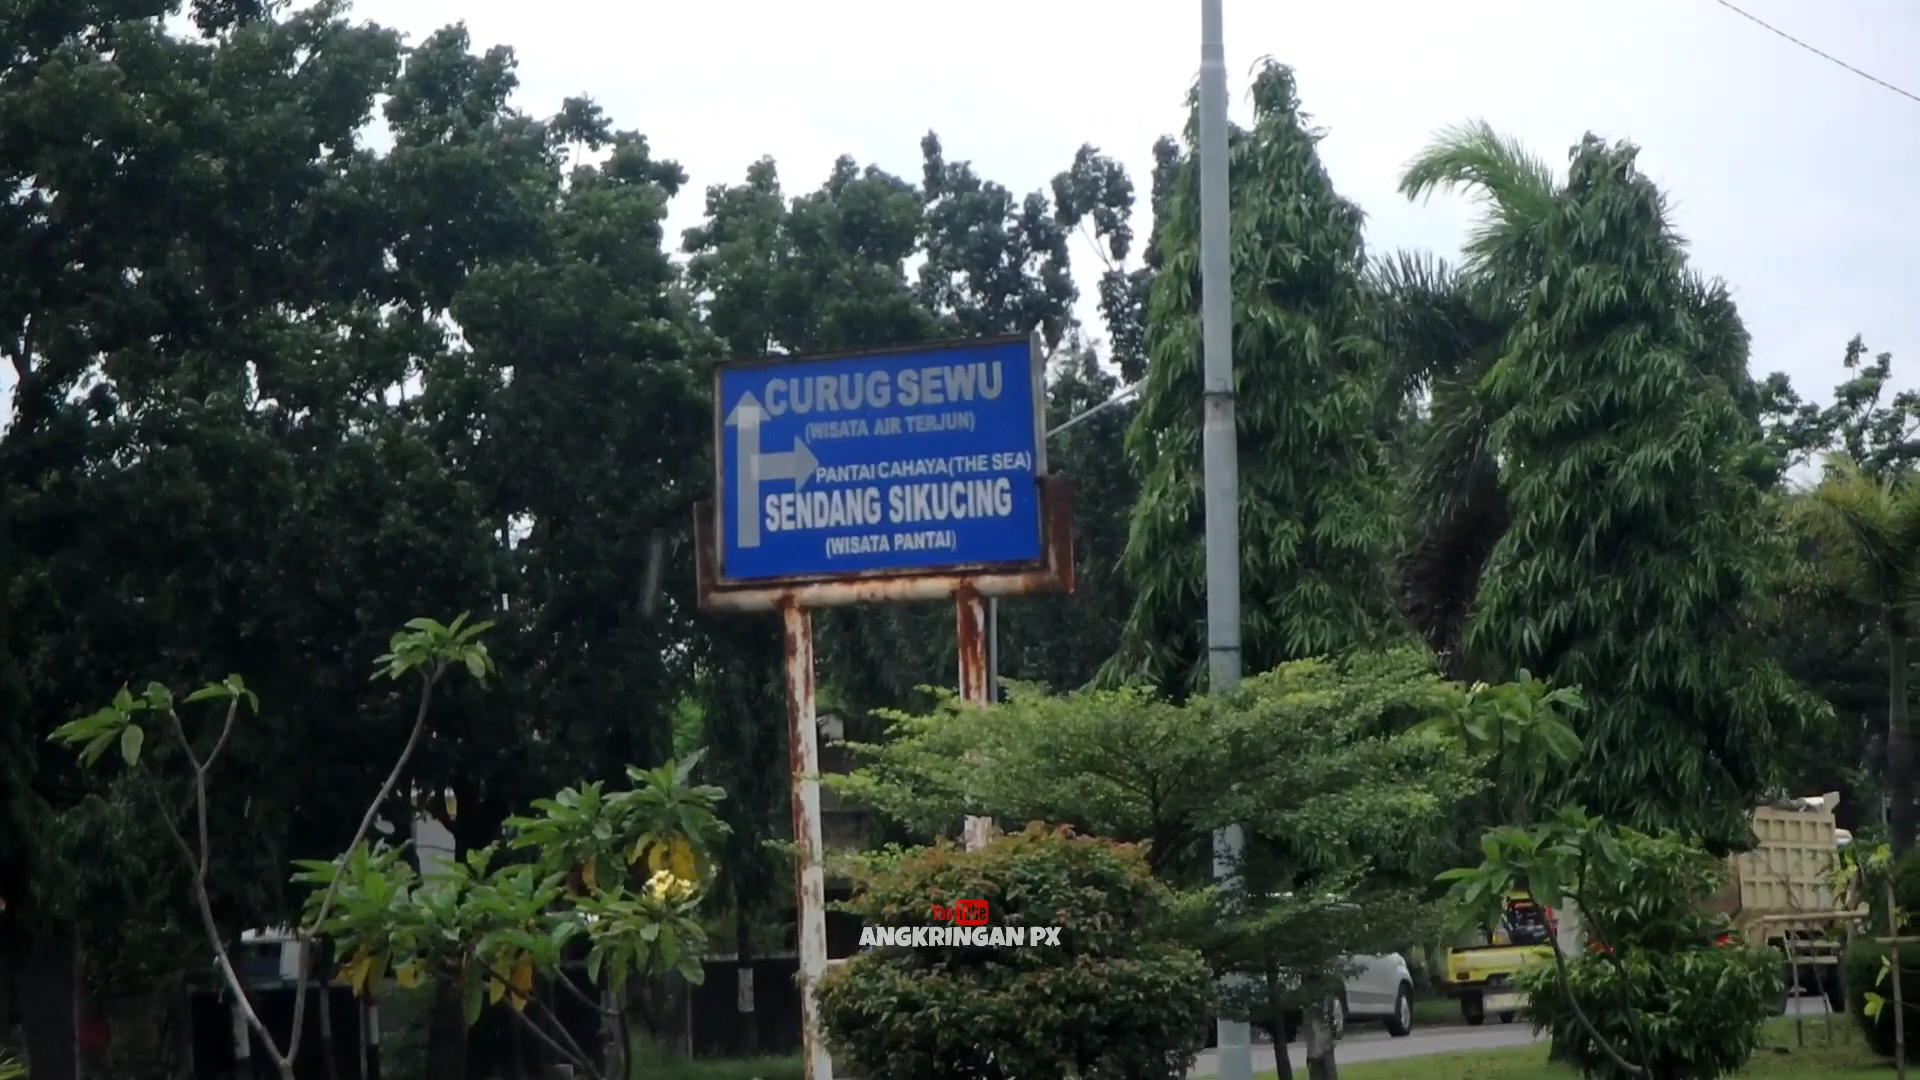 CURUG SEWU
(WISATA AIR TERJUN)
PANTAI CAHAYA (THE SEA)
SENDANG SIKUCING
(WISATA PANTAI)
YouTube
ANGKRINGAN PX